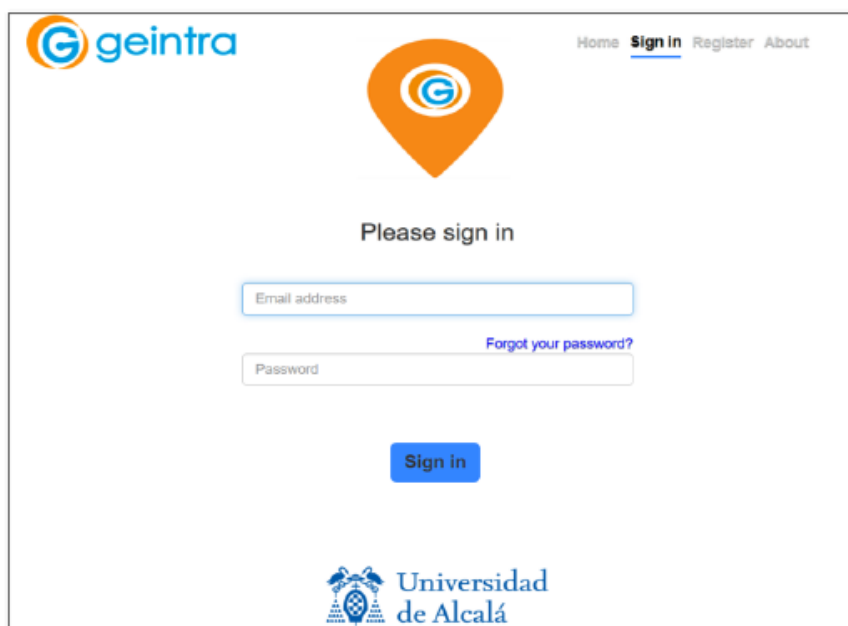 geintra
Home Sign in Register About
Please sign in
Email address
Forgot your password?
Password
Sign in
Universidad
de Alcalá